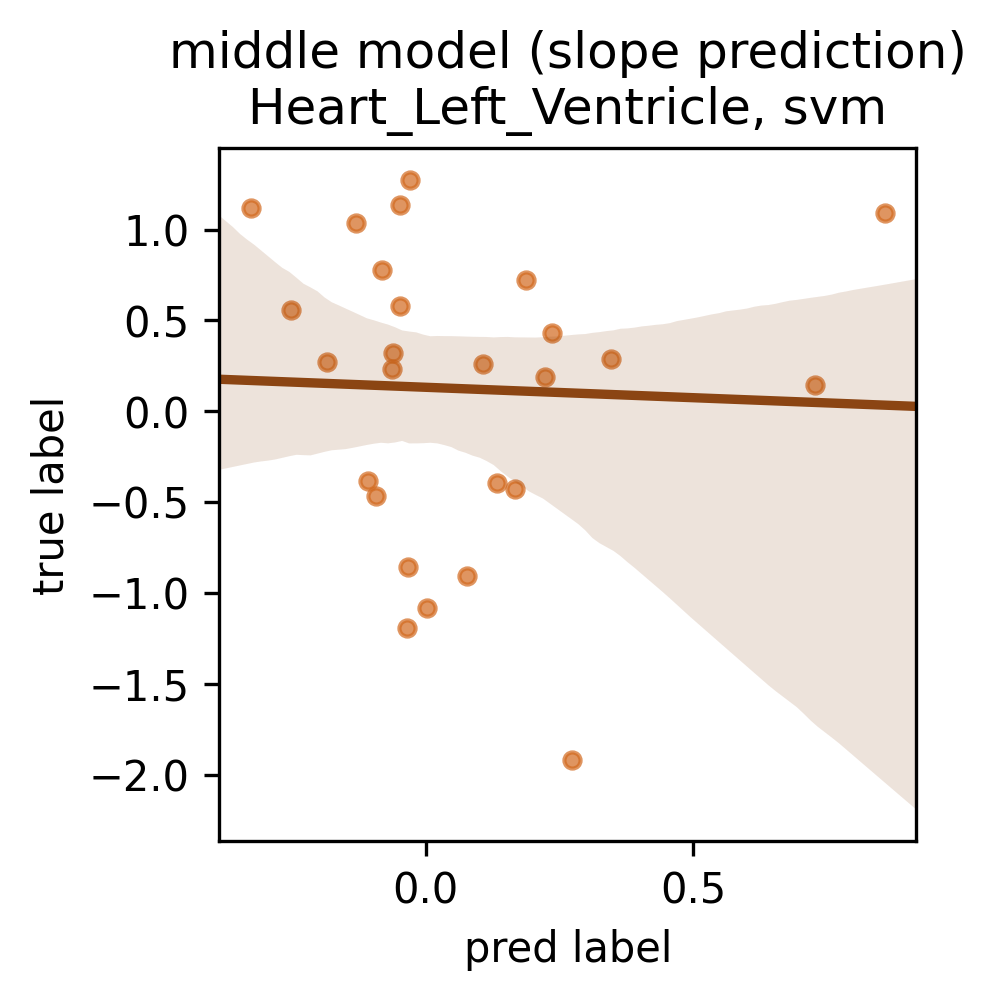 middle model (slope prediction)
Heart_Left_Ventricle, svm
1.0
0.5
0.0
−0.5
−1.0
−1.5
−2.0
true label
0.0 0.5
pred label